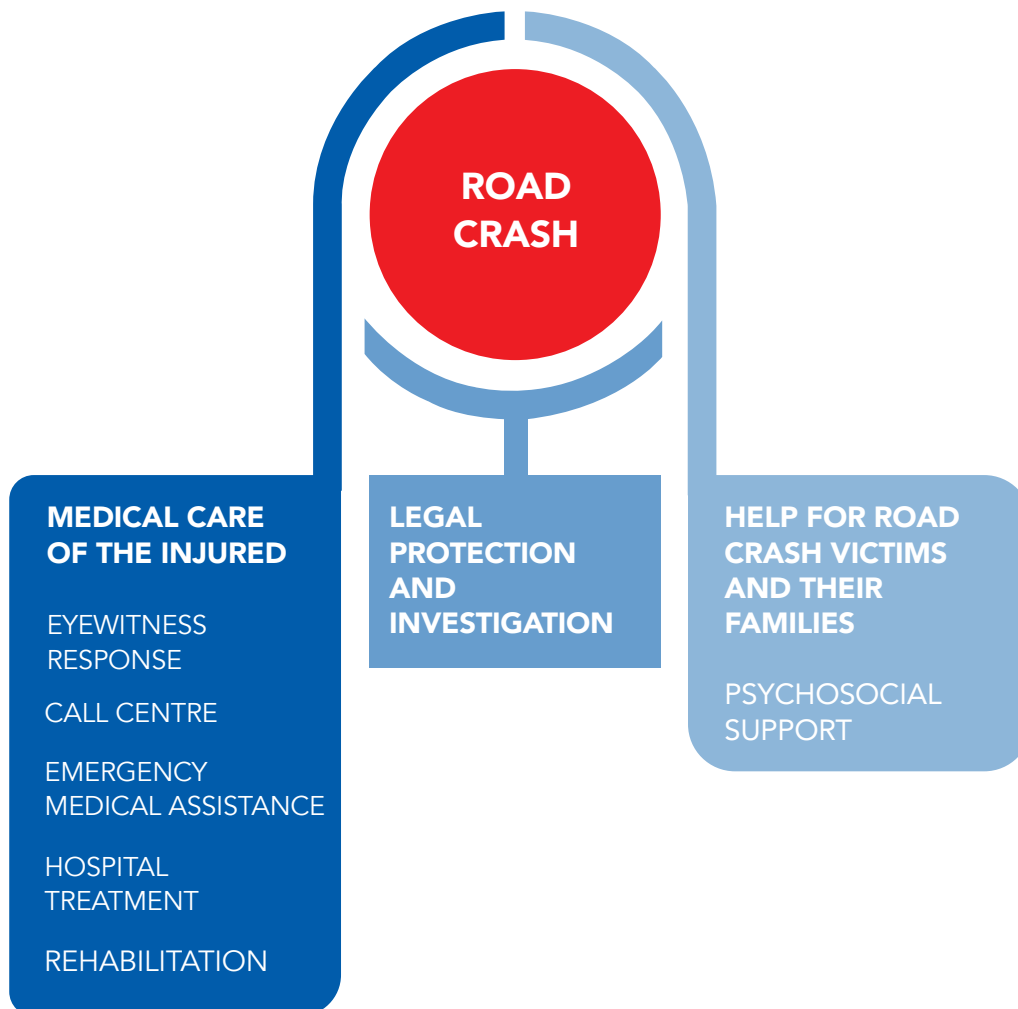 ROAD
CRASH
MEDICAL CARE
OF THE INJURED
EYEWITNESS
RESPONSE
CALL CENTRE
EMERGENCY
MEDICAL ASSISTANCE
HOSPITAL
TREATMENT
REHABILITATION
LEGAL
PROTECTION
AND
INVESTIGATION
HELP FOR ROAD
CRASH VICTIMS
AND THEIR
FAMILIES
PSYCHOSOCIAL
SUPPORT